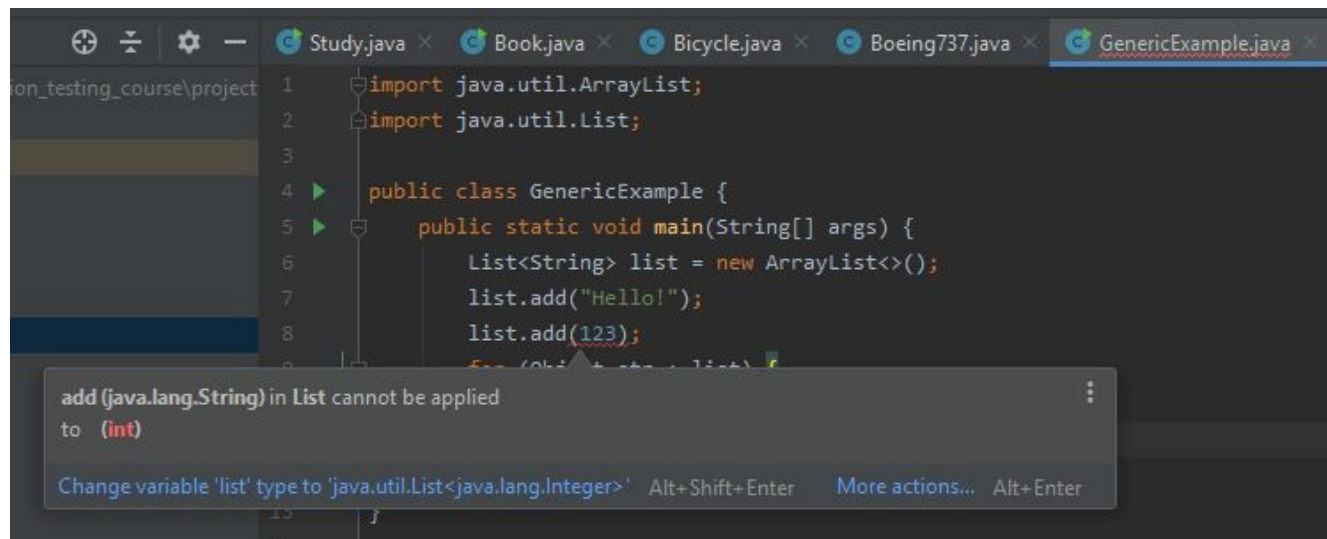 Study.java
Book.java
Bicycle.java
Boeing737.java
GenericExample.java
ion_testing_course\project
1 import java.util.ArrayList;
2 import java.util.List;
3
4 public class GenericExample {
5 public static void main(String[] args) {
6 List<String> list = new ArrayList<>();
7 list.add("Hello!");
8 list.add(123);
add (java.lang.String) in List cannot be applied
to (int)
Change variable 'list' type to 'java.util.List<java.lang.Integer>' Alt+Shift+Enter More actions... Alt+Enter
}